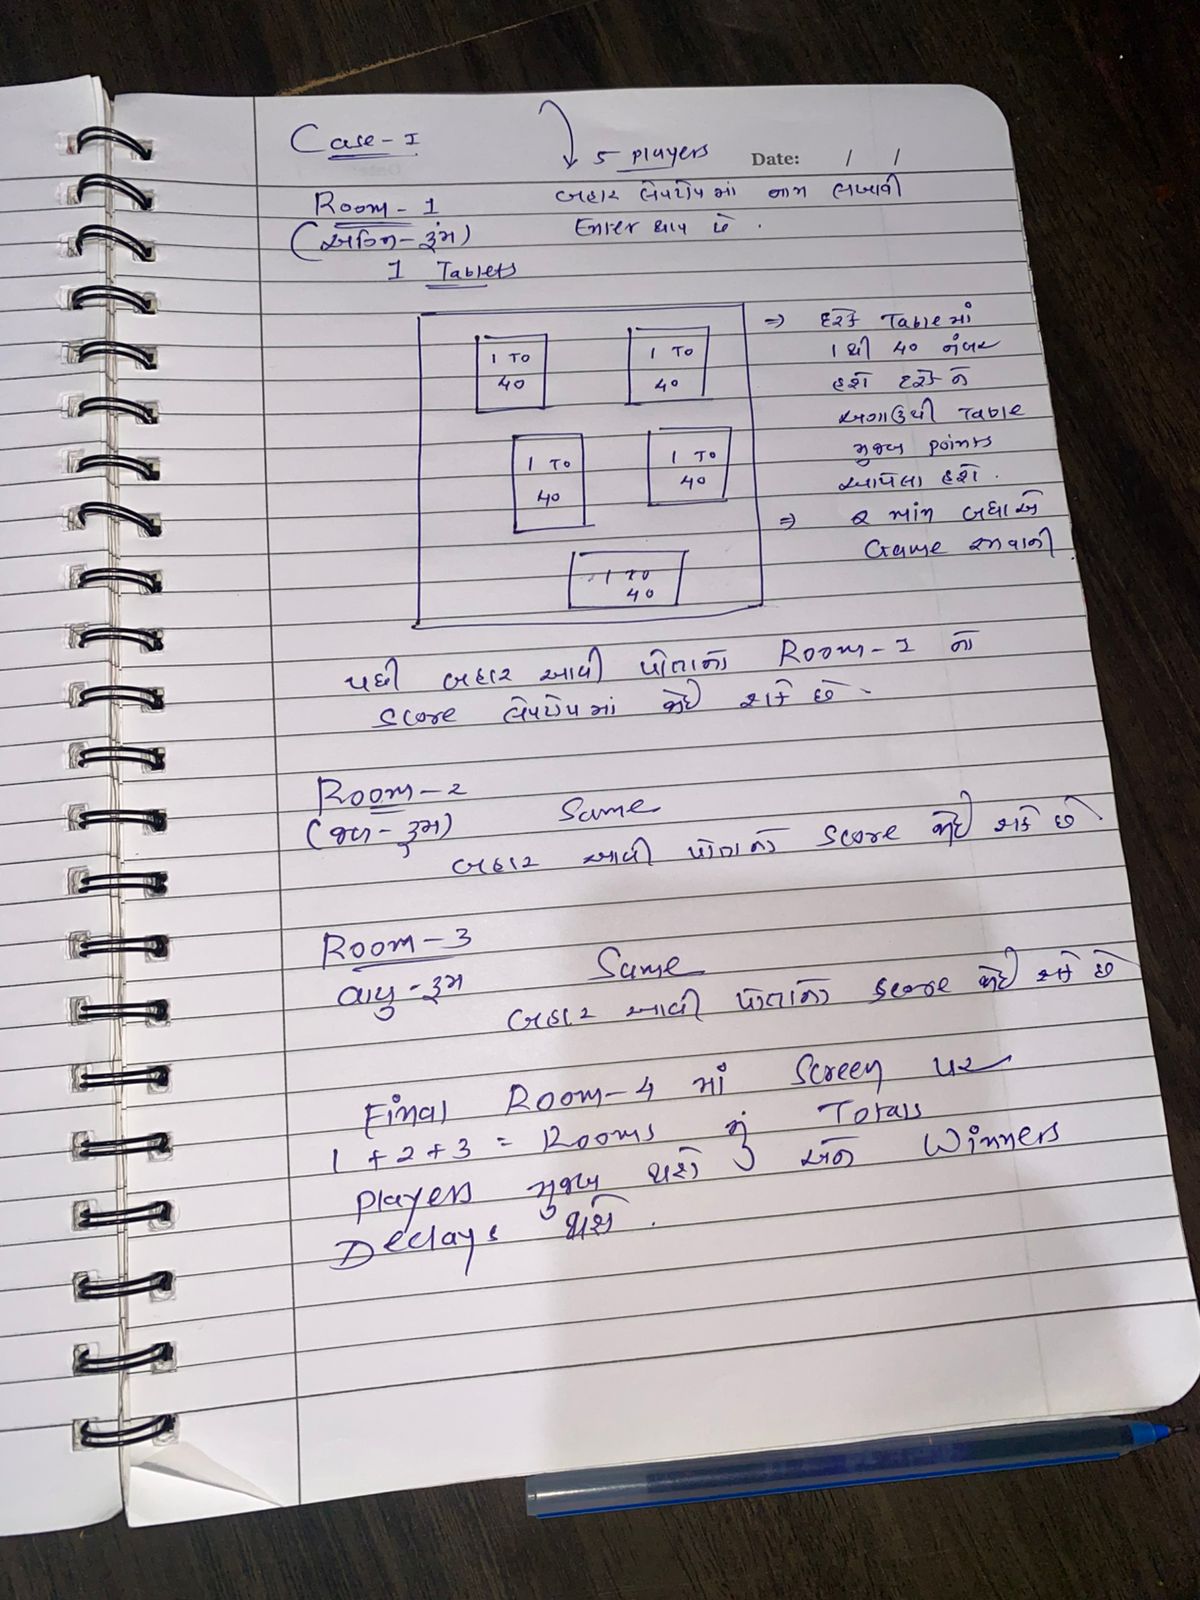 Case-I
5 players
Date: / /
Room-1
બહાર લેપટોપમાં નામ લખાવી
(અગ્નિ-રૂમ)
Enter થાય છે.
1 Tablets
1 TO
40
1 TO
40
1 TO
40
1 TO
40
1 TO
40
⇒ દરેક Table માં
1 થી 40 નંબર
હશે દરેક ને
અગાઉથી Table
મુજબ points
આપેલા હશે.
⇒ 2 મીન બધાએ
Game રમવાની
પછી બહાર આવી પોતાનો Room-1 નો
Score લેપટોપમાં જોઈ શકે છે.
Room-2
(જલ-રૂમ)
Same
બહાર આવી પોતાનો Score જોઈ શકે છે
Room-3
વાયુ-રૂમ
Same
બહાર આવી પોતાનો Score જોઈ શકે છે
Final Room-4 માં Screen પર
1+2+3 = Rooms નું Totals
Players મુજબ થશે અને Winners
થશે.